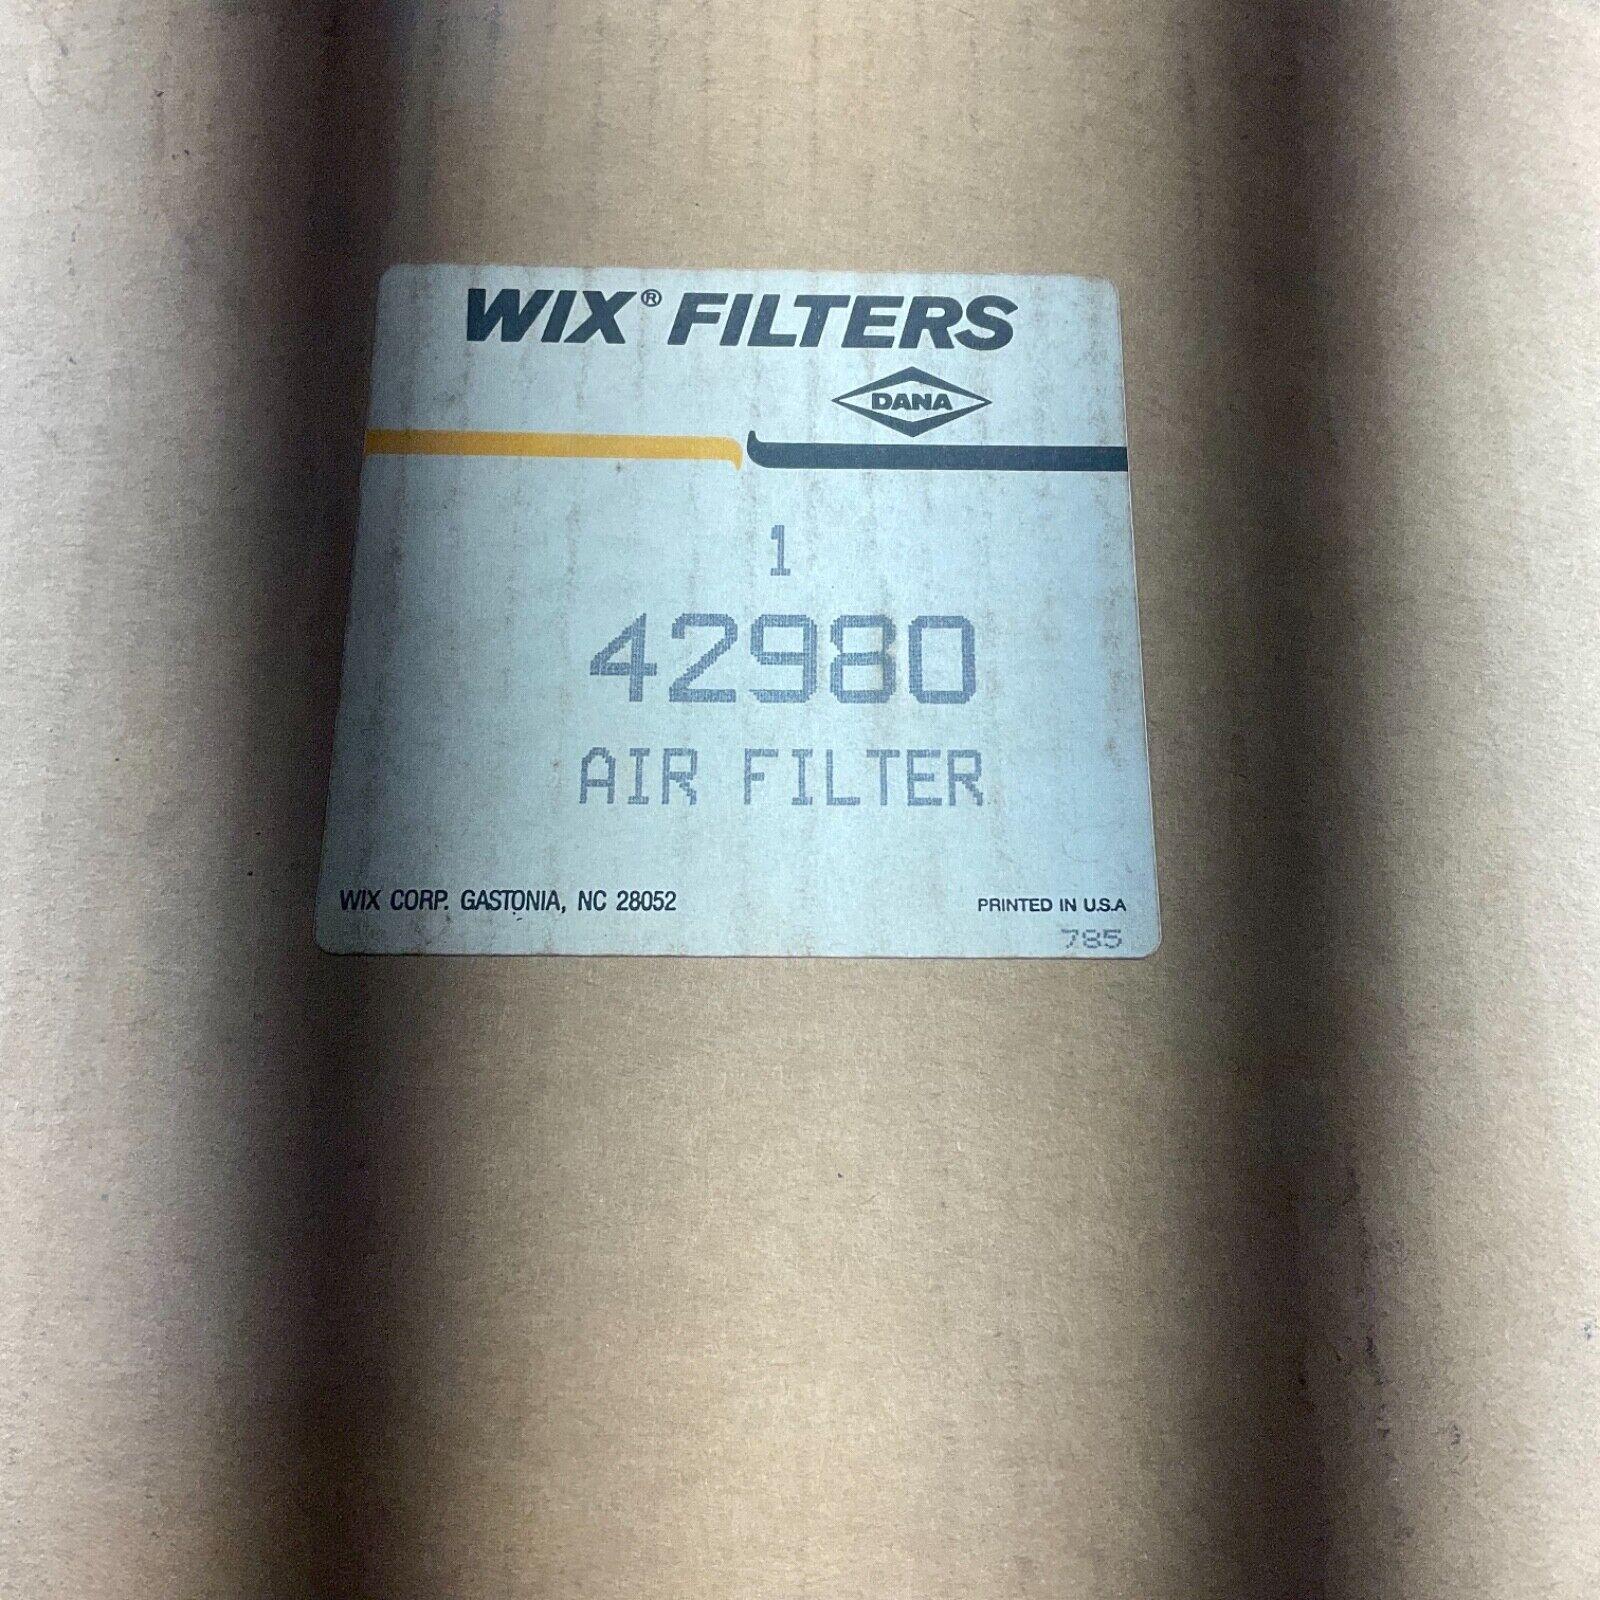 WIX® FILTERS
DANA
1
42980
AIR FILTER
WIX CORP. GASTONIA, NC 28052
PRINTED IN U.S.A
785